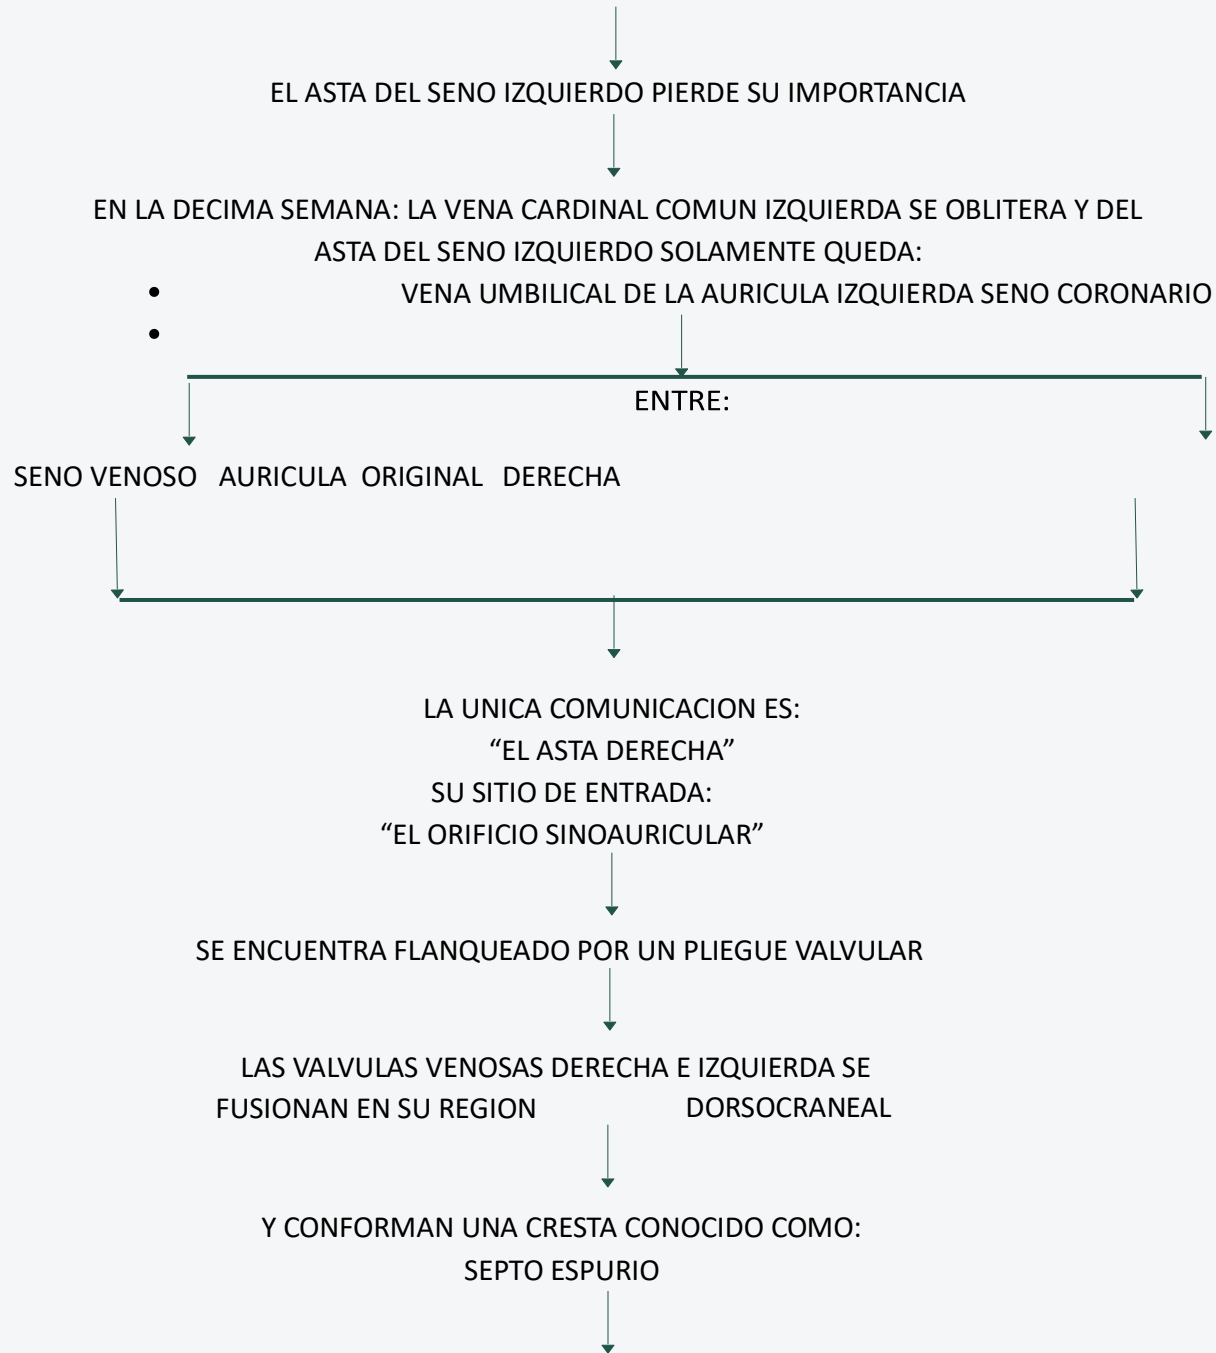 EL ASTA DEL SENO IZQUIERDO PIERDE SU IMPORTANCIA
EN LA DECIMA SEMANA: LA VENA CARDINAL COMUN IZQUIERDA SE OBLITERA Y DEL
ASTA DEL SENO IZQUIERDO SOLAMENTE QUEDA:
• VENA UMBILICAL DE LA AURICULA IZQUIERDA SENO CORONARIO
•
ENTRE:
SENO VENOSO AURICULA ORIGINAL DERECHA
LA UNICA COMUNICACION ES:
“EL ASTA DERECHA”
SU SITIO DE ENTRADA:
“EL ORIFICIO SINOAURICULAR”
SE ENCUENTRA FLANQUEADO POR UN PLIEGUE VALVULAR
LAS VALVULAS VENOSAS DERECHA E IZQUIERDA SE
FUSIONAN EN SU REGION DORSOCRANEAL
Y CONFORMAN UNA CRESTA CONOCIDO COMO:
SEPTO ESPURIO